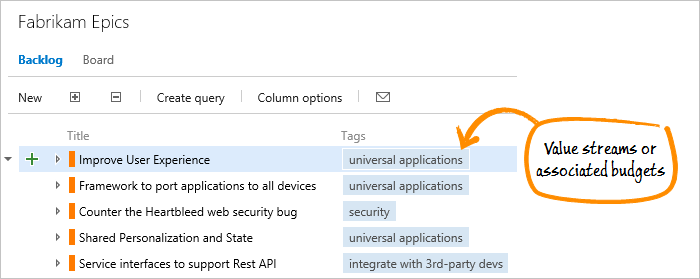 Fabrikam Epics
Backlog Board
New Create query Column options
Title Tags
Improve User Experience universal applications
Framework to port applications to all devices universal applications
Counter the Heartbleed web security bug security
Shared Personalization and State universal applications
Service interfaces to support Rest API integrate with 3rd-party devs
Value streams or
associated budgets